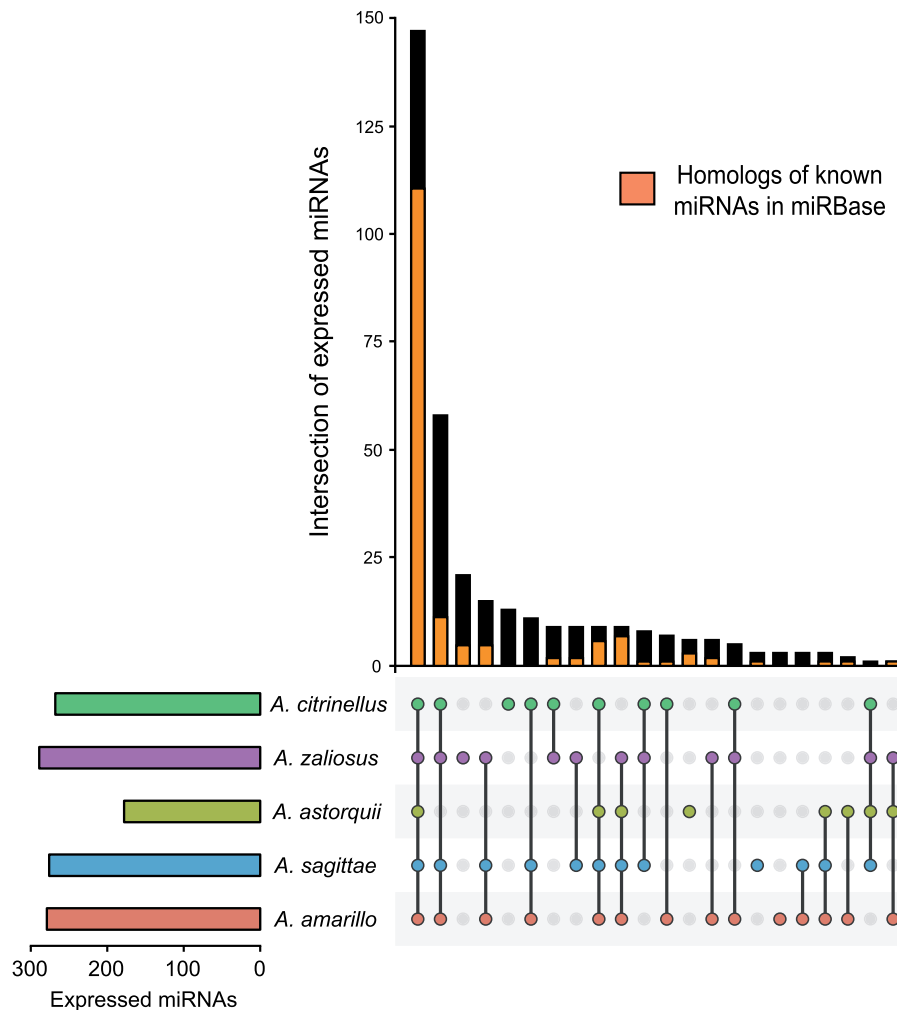 150
125
100
75
50
25
0
Intersection of expressed miRNAs
Homologs of known
miRNAs in miRBase
A. citrinellus
A. zaliosus
A. astorquii
A. sagittae
A. amarillo
300 200 100 0
Expressed miRNAs